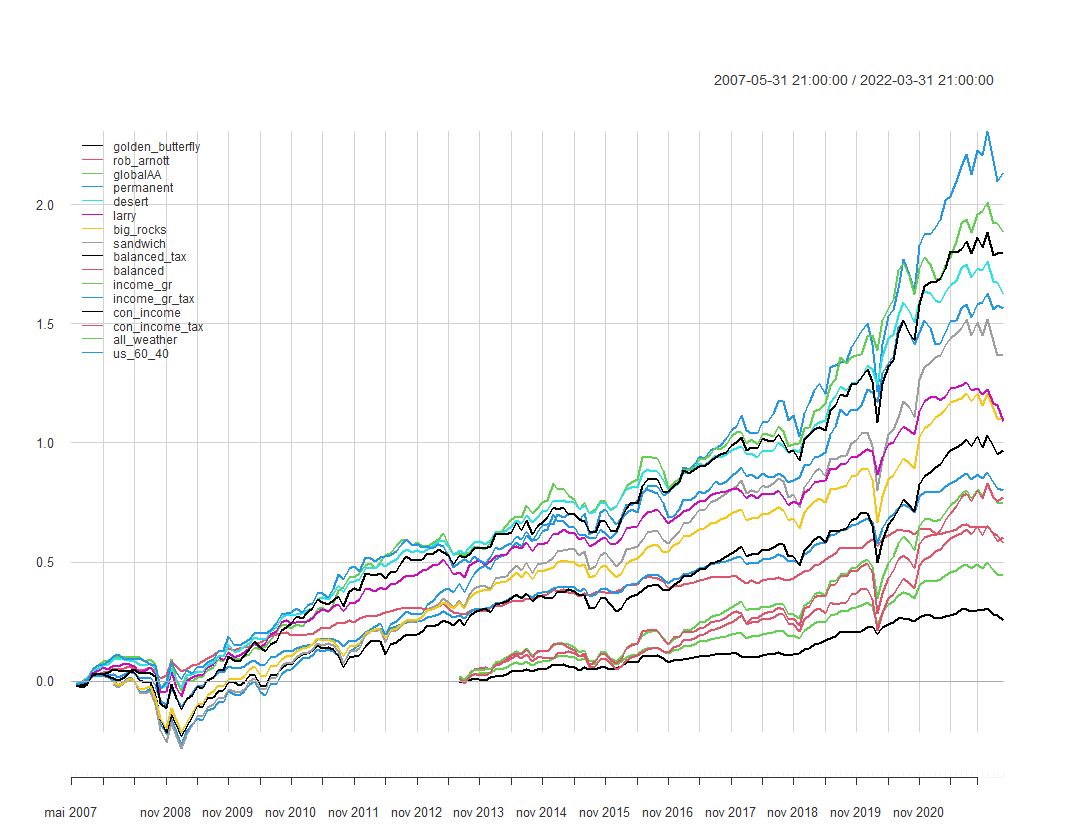 2007-05-31 21:00:00 / 2022-03-31 21:00:00
golden_butterfly
rob_arnott
globalAA
permanent
desert
larry
big_rocks
sandwich
balanced_tax
balanced
income_gr
income_gr_tax
con_income
con_income_tax
all_weather
us_60_40
2.0
1.5
1.0
0.5
0.0
mai 2007 nov 2008 nov 2009 nov 2010 nov 2011 nov 2012 nov 2013 nov 2014 nov 2015 nov 2016 nov 2017 nov 2018 nov 2019 nov 2020